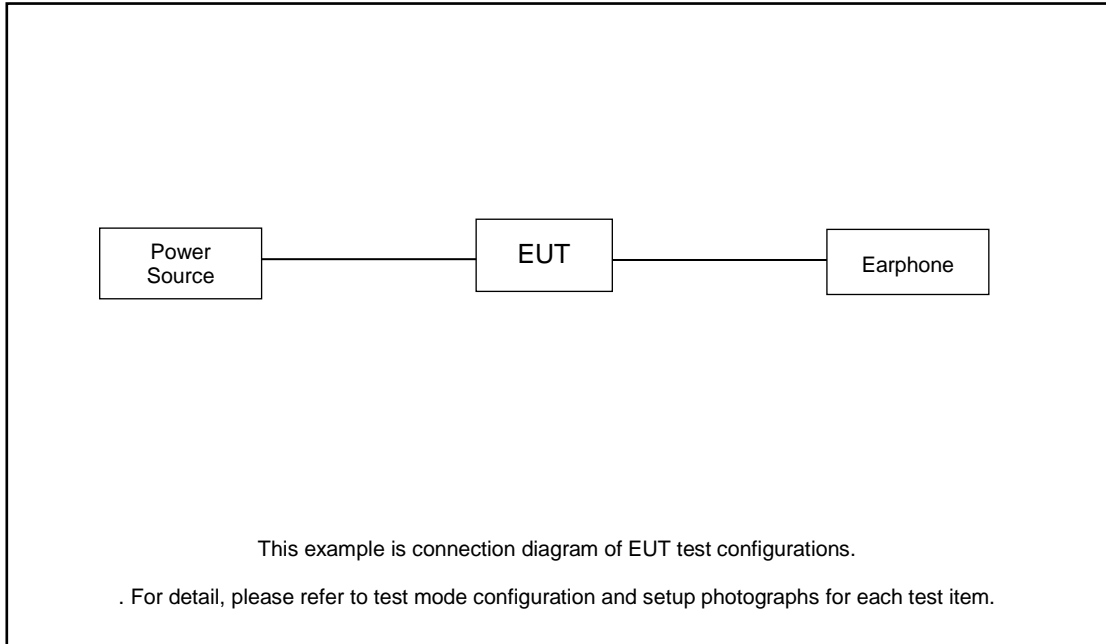 Power
Source
EUT
Earphone
This example is connection diagram of EUT test configurations.
. For detail, please refer to test mode configuration and setup photographs for each test item.